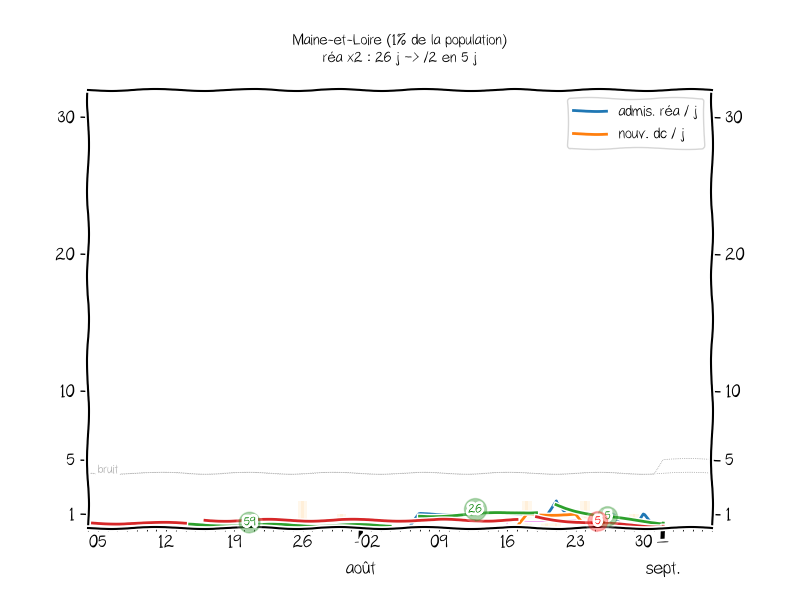 Maine-et-Loire (1% de la population)
réa x2 : 26 j -> /2 en 5 j
admis. réa / j
nouv. dc / j
30
30
20
20
10
10
5
5
bruit
1
1
59
26
5
5
05 12 19 26 02 09 16 23 30
août sept.